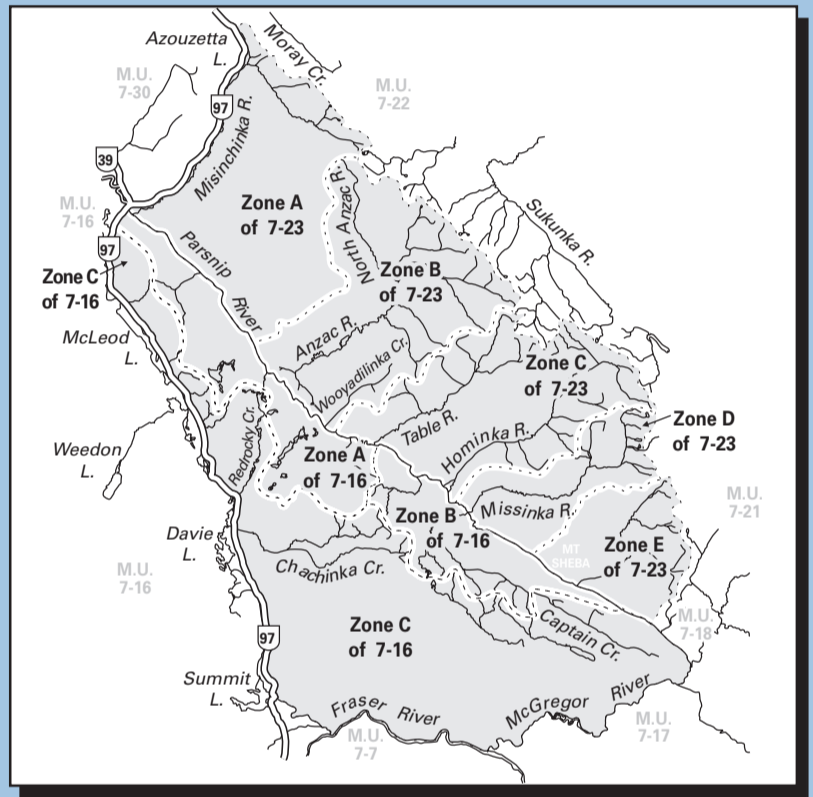 Azouzetta
L.
Moray Cr.
M.U.
7-30
M.U.
7-22
97
Misinchinka R.
39
M.U.
7-16
Zone A
of 7-23
North Anzac R.
Sukunka R.
97
Parsnip
River
Zone B
of 7-23
Zone C
of 7-16
McLeod
L.
Anzac R.
Wooyadilinka Cr.
Zone C
of 7-23
Table R.
Hominka R.
Zone D
of 7-23
Weedon
L.
Redrocky Cr.
Zone A
of 7-16
Missinka R.
M.U.
7-21
Zone B
of 7-16
Davie
L.
MT
SHEBA
Zone E
of 7-23
M.U.
7-16
Chachinka Cr.
Captain Cr.
M.U.
7-18
97
Zone C
of 7-16
Summit
L.
Fraser River
McGregor River
M.U.
7-7
M.U.
7-17